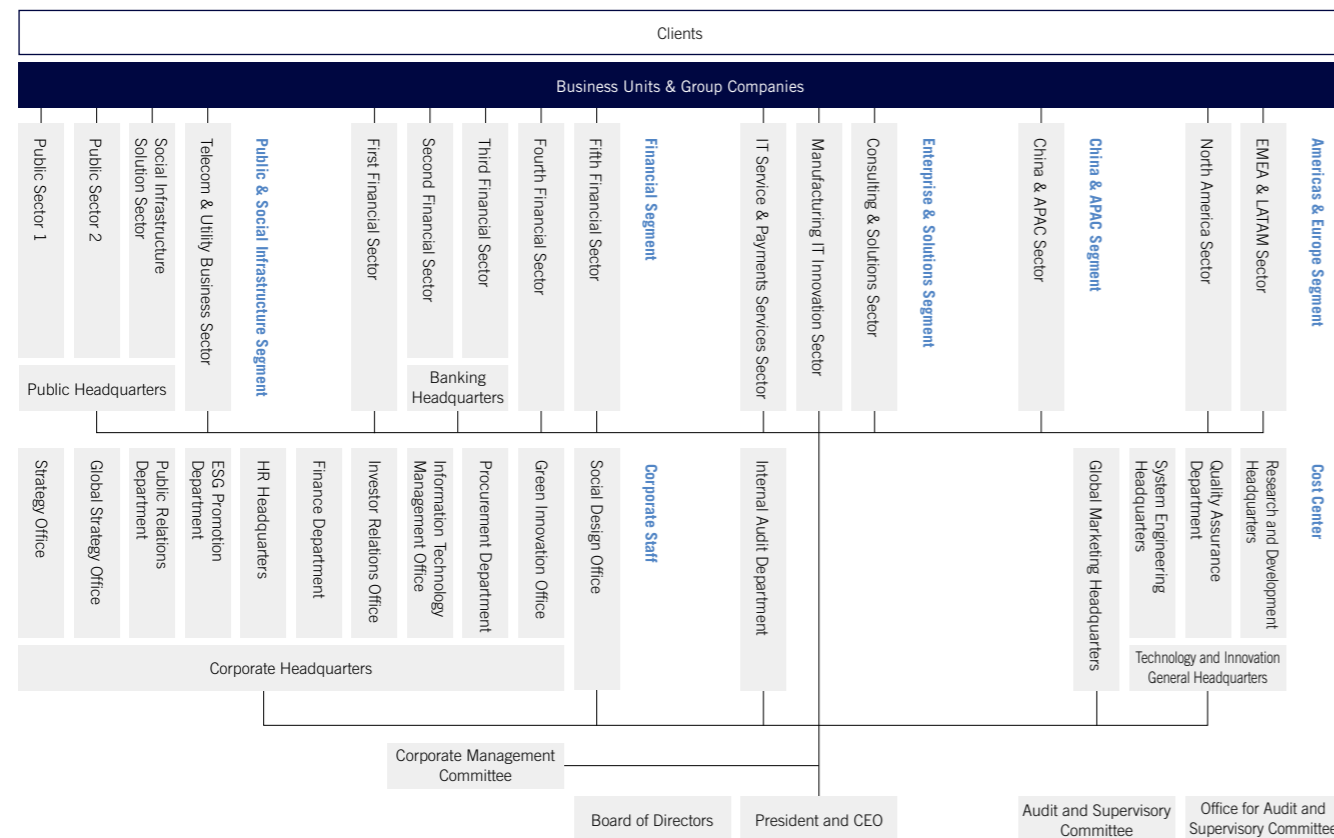 Clients
Business Units & Group Companies
Public Sector 1
Public Sector 2
Social Infrastructure
Solution Sector
Telecom & Utility Business Sector
Public & Social Infrastructure Segment
First Financial Sector
Second Financial Sector
Third Financial Sector
Fourth Financial Sector
Fifth Financial Sector
Financial Segment
IT Service & Payments Services Sector
Manufacturing IT Innovation Sector
Consulting & Solutions Sector
Enterprise & Solutions Segment
China & APAC Sector
China & APAC Segment
North America Sector
EMEA & LATAM Sector
Americas & Europe Segment
Public Headquarters
Banking
Headquarters
Strategy Office
Global Strategy Office
Public Relations
Department
ESG Promotion
Department
HR Headquarters
Finance Department
Investor Relations Office
Information Technology
Management Office
Procurement Department
Green Innovation Office
Social Design Office
Corporate Staff
Internal Audit Department
Global Marketing Headquarters
System Engineering
Headquarters
Quality Assurance
Department
Research and Development
Headquarters
Cost Center
Corporate Headquarters
Technology and Innovation
General Headquarters
Corporate Management
Committee
Board of Directors
President and CEO
Audit and Supervisory
Committee
Office for Audit and
Supervisory Committee